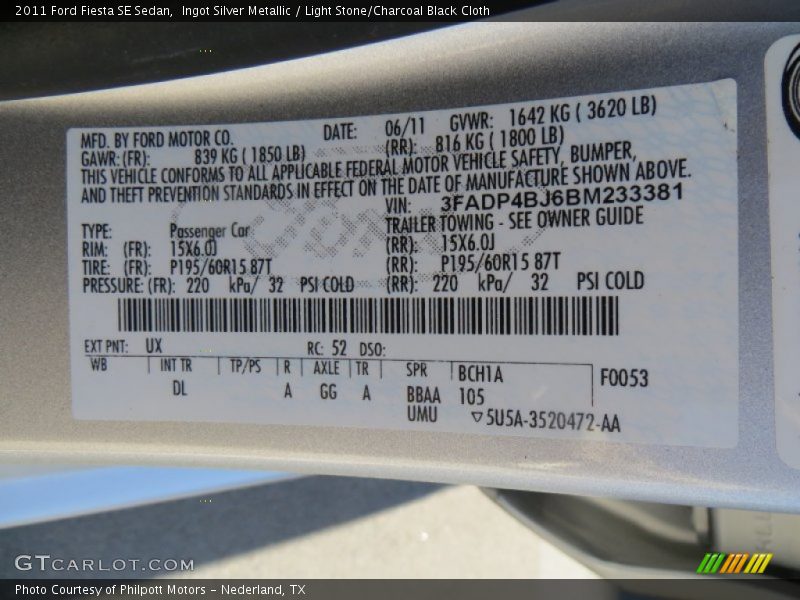 2011 Ford Fiesta SE Sedan,  Ingot Silver Metallic / Light Stone/Charcoal Black Cloth
MFD. BY FORD MOTOR CO. DATE: 06/11 GVWR: 1642 KG ( 3620 LB)
GAWR: (FR): 839 KG ( 1850 LB) (RR): 816 KG ( 1800 LB)
THIS VEHICLE CONFORMS TO ALL APPLICABLE FEDERAL MOTOR VEHICLE SAFETY, BUMPER,
AND THEFT PREVENTION STANDARDS IN EFFECT ON THE DATE OF MANUFACTURE SHOWN ABOVE.
VIN: 3FADP4BJ6BM233381
TYPE: Passenger Car TRAILER TOWING - SEE OWNER GUIDE
RIM: (FR): 15X6.0J (RR): 15X6.0J
TIRE: (FR): P195/60R15 87T (RR): P195/60R15 87T
PRESSURE: (FR): 220 kPa/ 32 PSI COLD (RR): 220 kPa/ 32 PSI COLD
EXT PNT: UX RC: 52 DSO:
WB INT TR TP/PS R AXLE TR SPR BCH1A F0053
DL A GG A BBAA 105
UMU ▽5U5A-3520472-AA
GTCARLOT.COM
Photo Courtesy of Philpott Motors - Nederland, TX